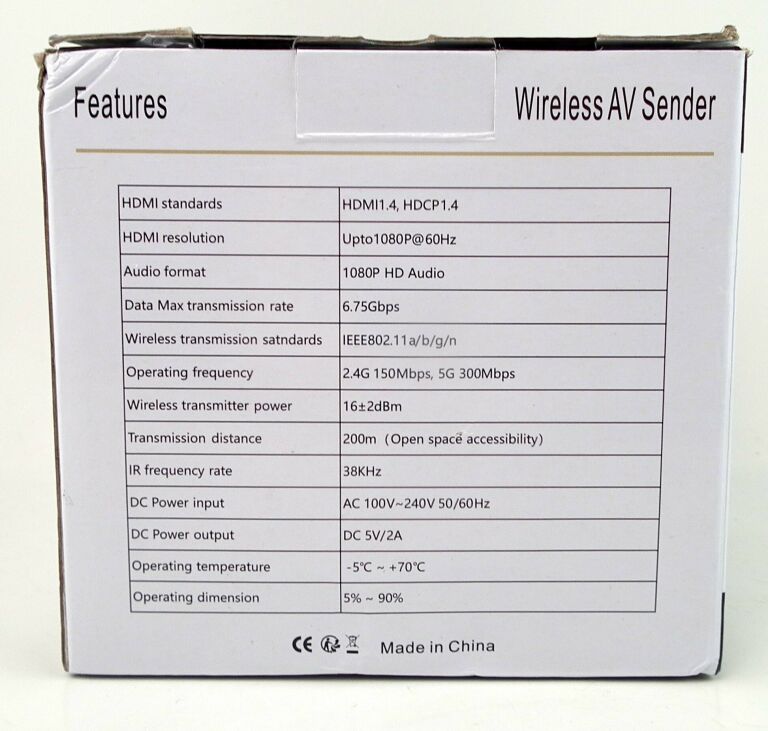 Features
Wireless AV Sender
HDMI standards HDMI1.4, HDCP1.4
HDMI resolution Upto1080P@60Hz
Audio format 1080P HD Audio
Data Max transmission rate 6.75Gbps
Wireless transmission satndards IEEE802.11a/b/g/n
Operating frequency 2.4G 150Mbps, 5G 300Mbps
Wireless transmitter power 16±2dBm
Transmission distance 200m（Open space accessibility）
IR frequency rate 38KHz
DC Power input AC 100V~240V 50/60Hz
DC Power output DC 5V/2A
Operating temperature -5℃ ~ +70℃
Operating dimension 5% ~ 90%
CE Made in China